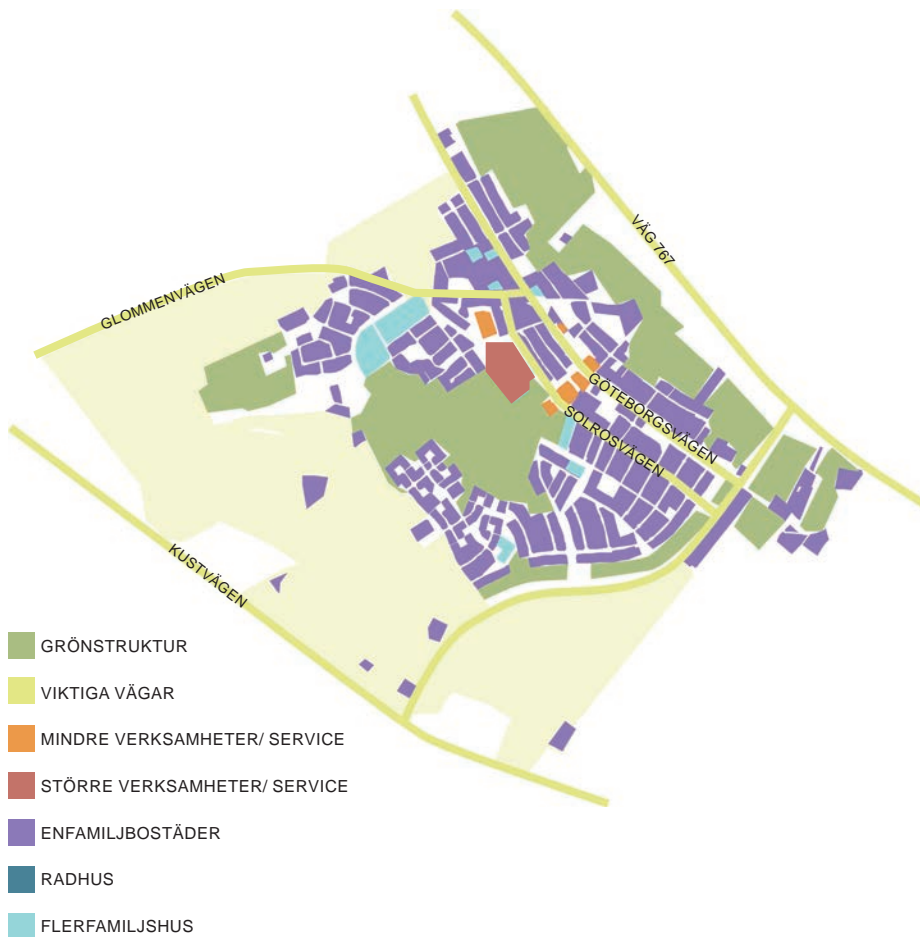 VÄG 767
GLOMMENVÄGEN
GÖTEBORGSVÄGEN
SOLROSVÄGEN
KUSTVÄGEN
GRÖNSTRUKTUR
VIKTIGA VÄGAR
MINDRE VERKSAMHETER/ SERVICE
STÖRRE VERKSAMHETER/ SERVICE
ENFAMILJBOSTÄDER
RADHUS
FLERFAMILJSHUS